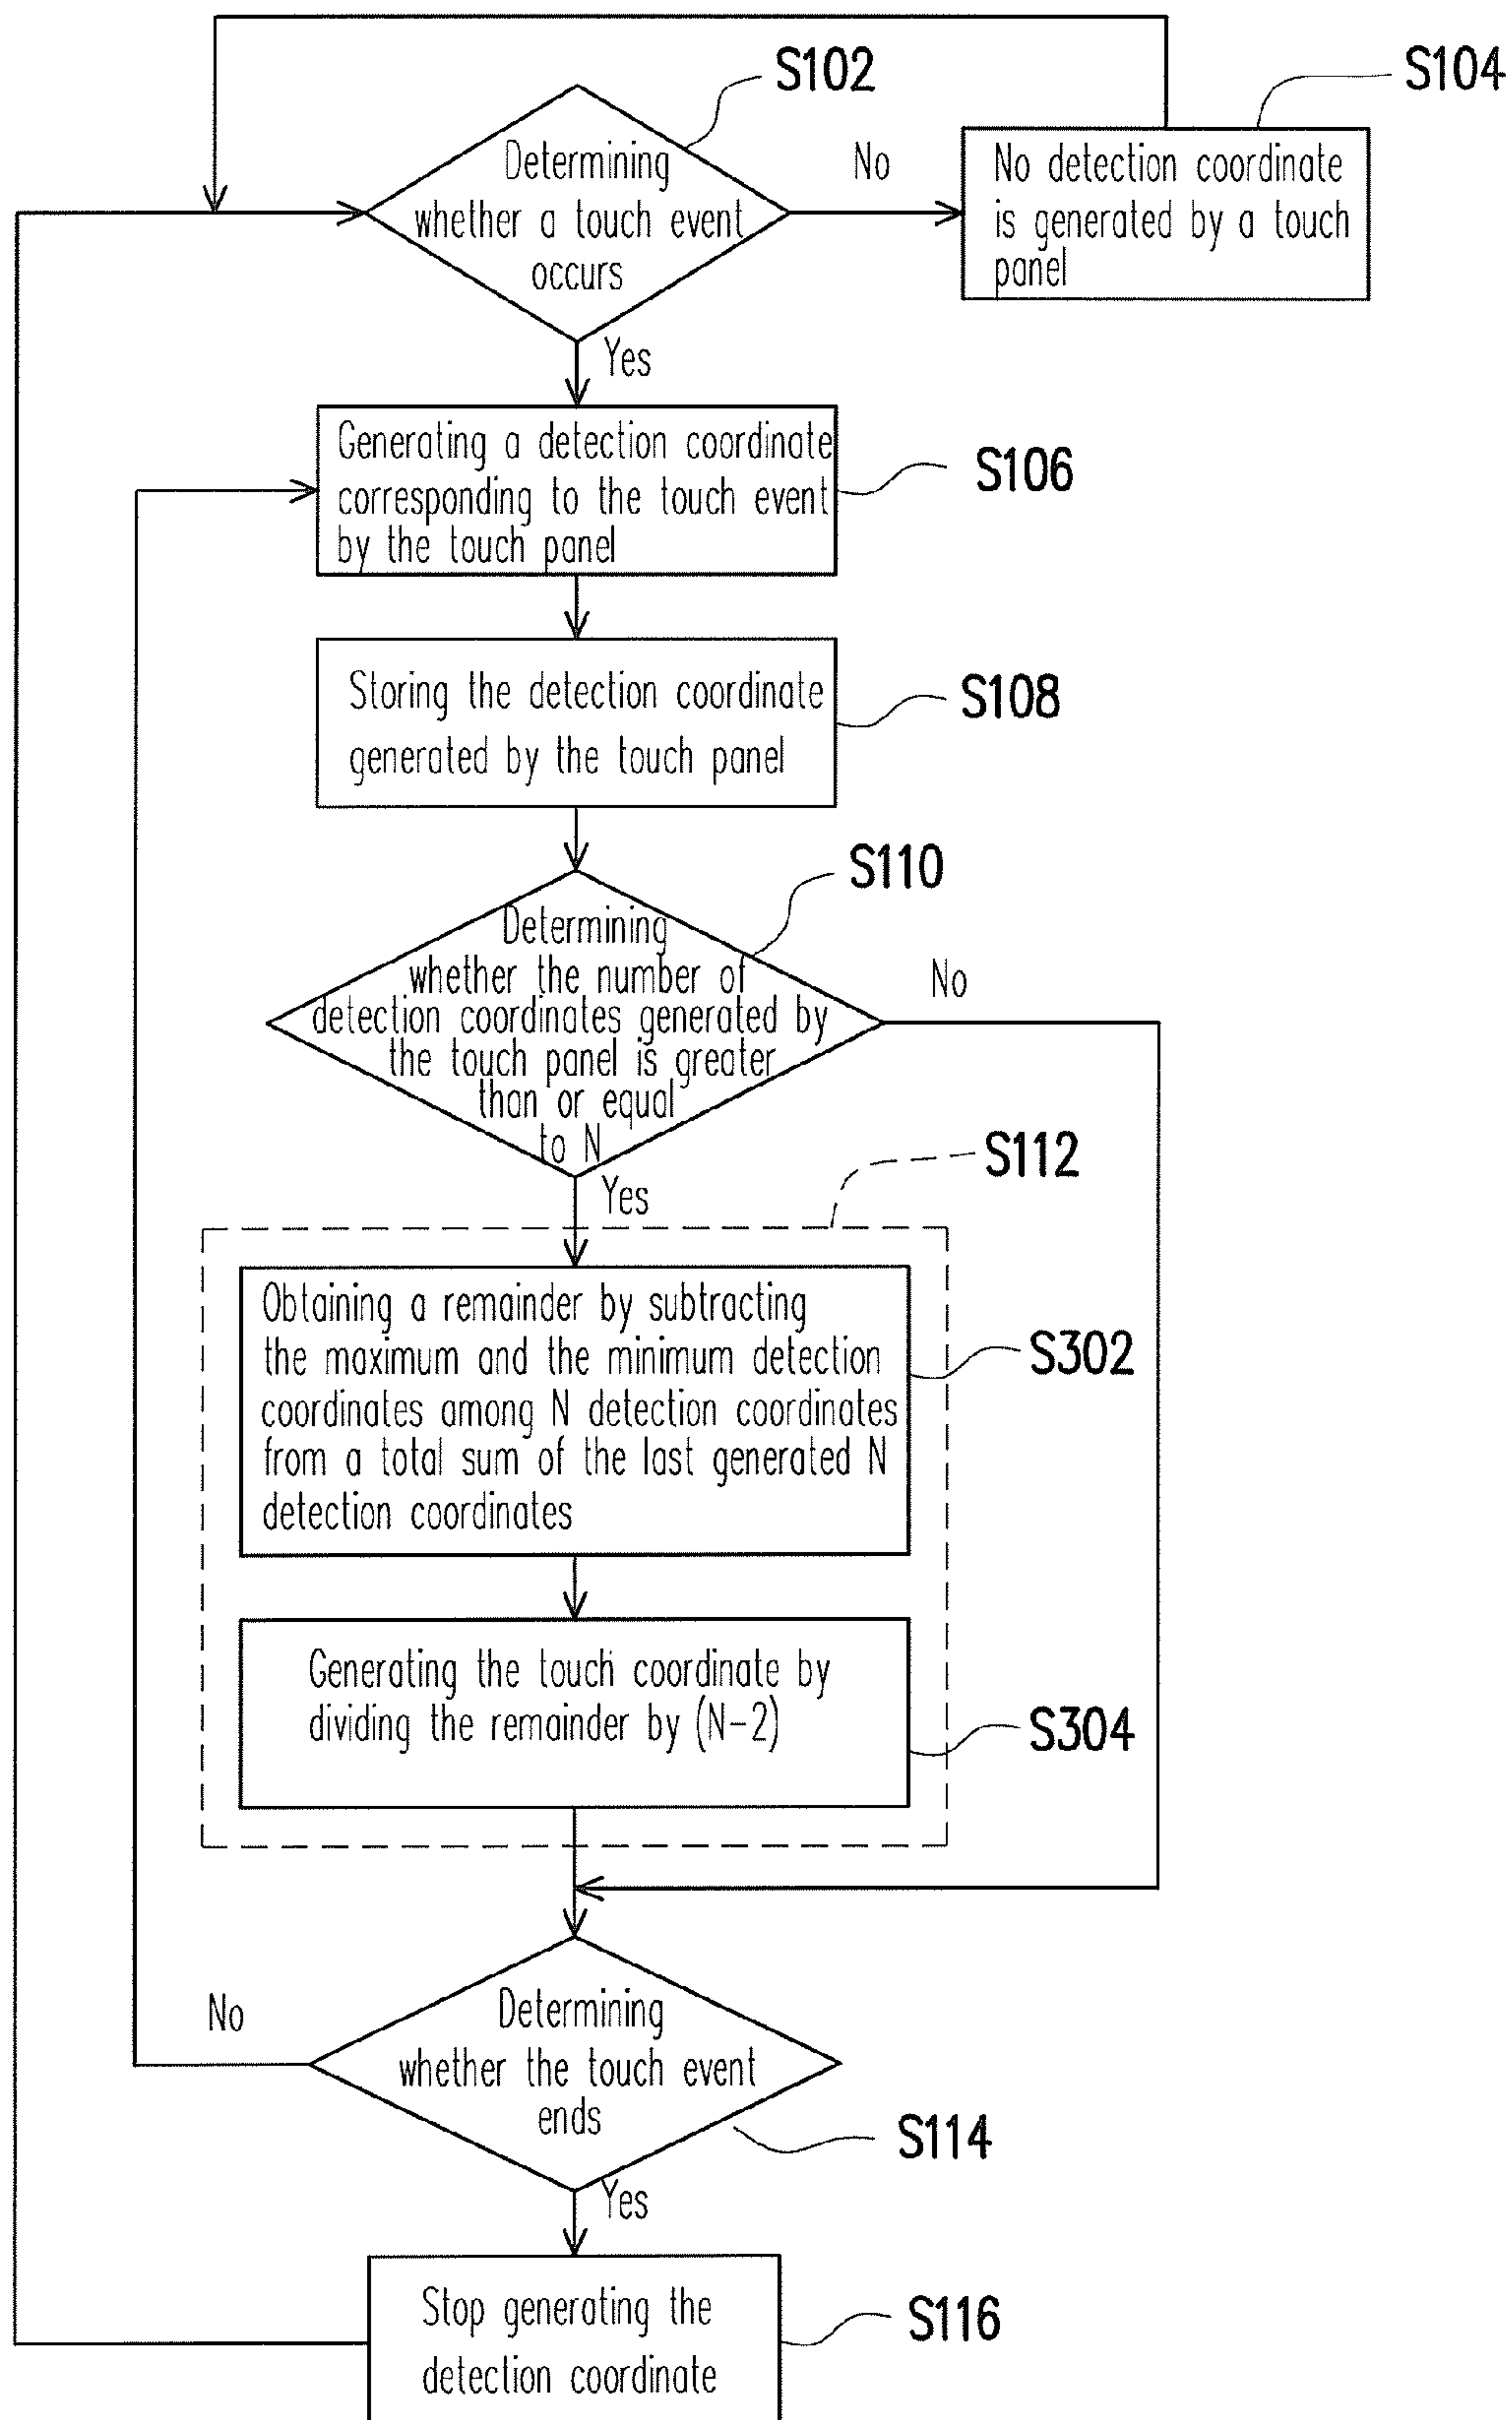 S102
S104
Determining
whether a touch event
occurs
No
No detection coordinate
is generated by a touch
panel
Yes
Generating a detection coordinate
corresponding to the touch event
by the touch panel
S106
Storing the detection coordinate
generated by the touch panel
S108
S110
Determining
whether the number of
detection coordinates generated by
the touch panel is greater
than or equal
to N
No
Yes
S112
Obtaining a remainder by subtracting
the maximum and the minimum detection
coordinates among N detection coordinates
from a total sum of the last generated N
detection coordinates
S302
Generating the touch coordinate by
dividing the remainder by (N-2)
S304
Determining
whether the touch event
ends
No
S114
Yes
Stop generating the
detection coordinate
S116